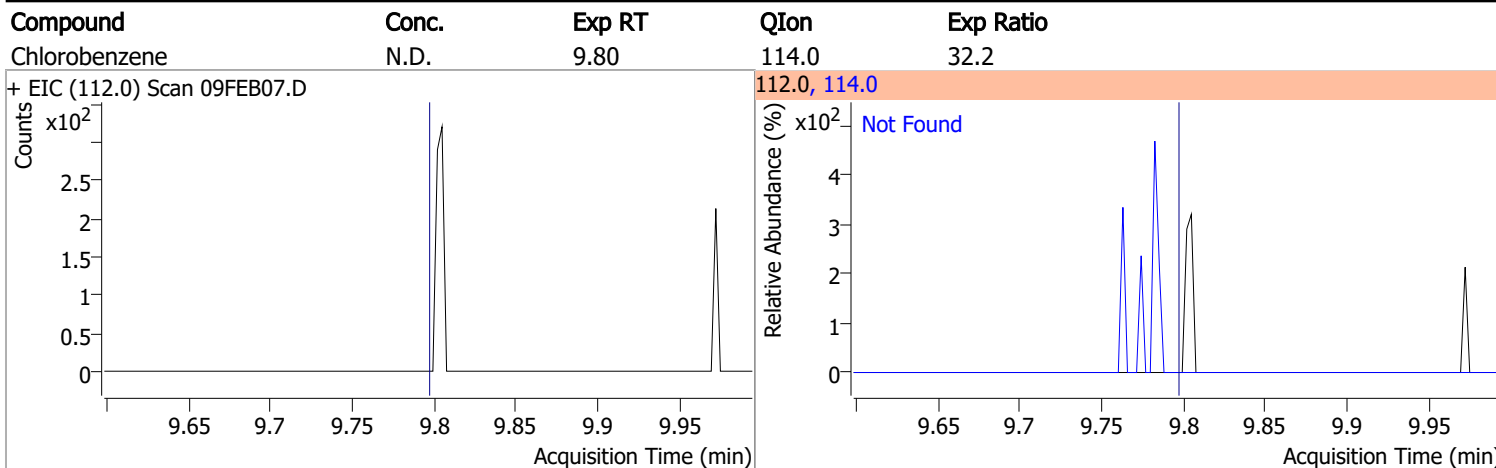 Compound Conc. Exp RT QIon Exp Ratio
Chlorobenzene N.D. 9.80 114.0 32.2
+ EIC (112.0) Scan 09FEB07.D
Counts
x10²
2.5
2
1.5
1
0.5
0
9.65 9.7 9.75 9.8 9.85 9.9 9.95
Acquisition Time (min)
112.0, 114.0
Relative Abundance (%)
x10²
Not Found
4
3
2
1
0
9.65 9.7 9.75 9.8 9.85 9.9 9.95
Acquisition Time (min)